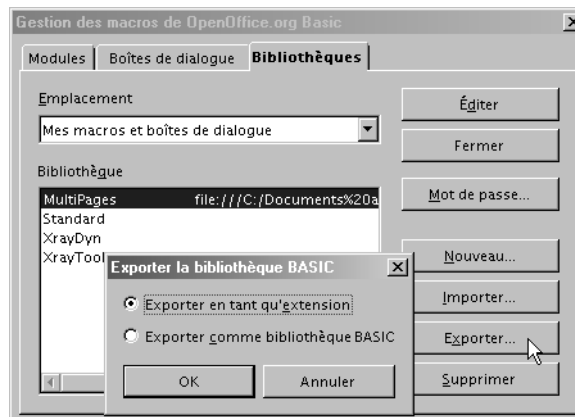 Gestion des macros de OpenOffice.org Basic
Modules Boîtes de dialogue Bibliothèques
Emplacement
Mes macros et boîtes de dialogue
Bibliothèque
MultiPages file:///C:/Documents%20a
Standard
XrayDyn
XrayTool
Éditer
Fermer
Mot de passe...
Nouveau...
Importer...
Exporter...
Supprimer
Exporter la bibliothèque BASIC
Exporter en tant qu'extension
Exporter comme bibliothèque BASIC
OK Annuler